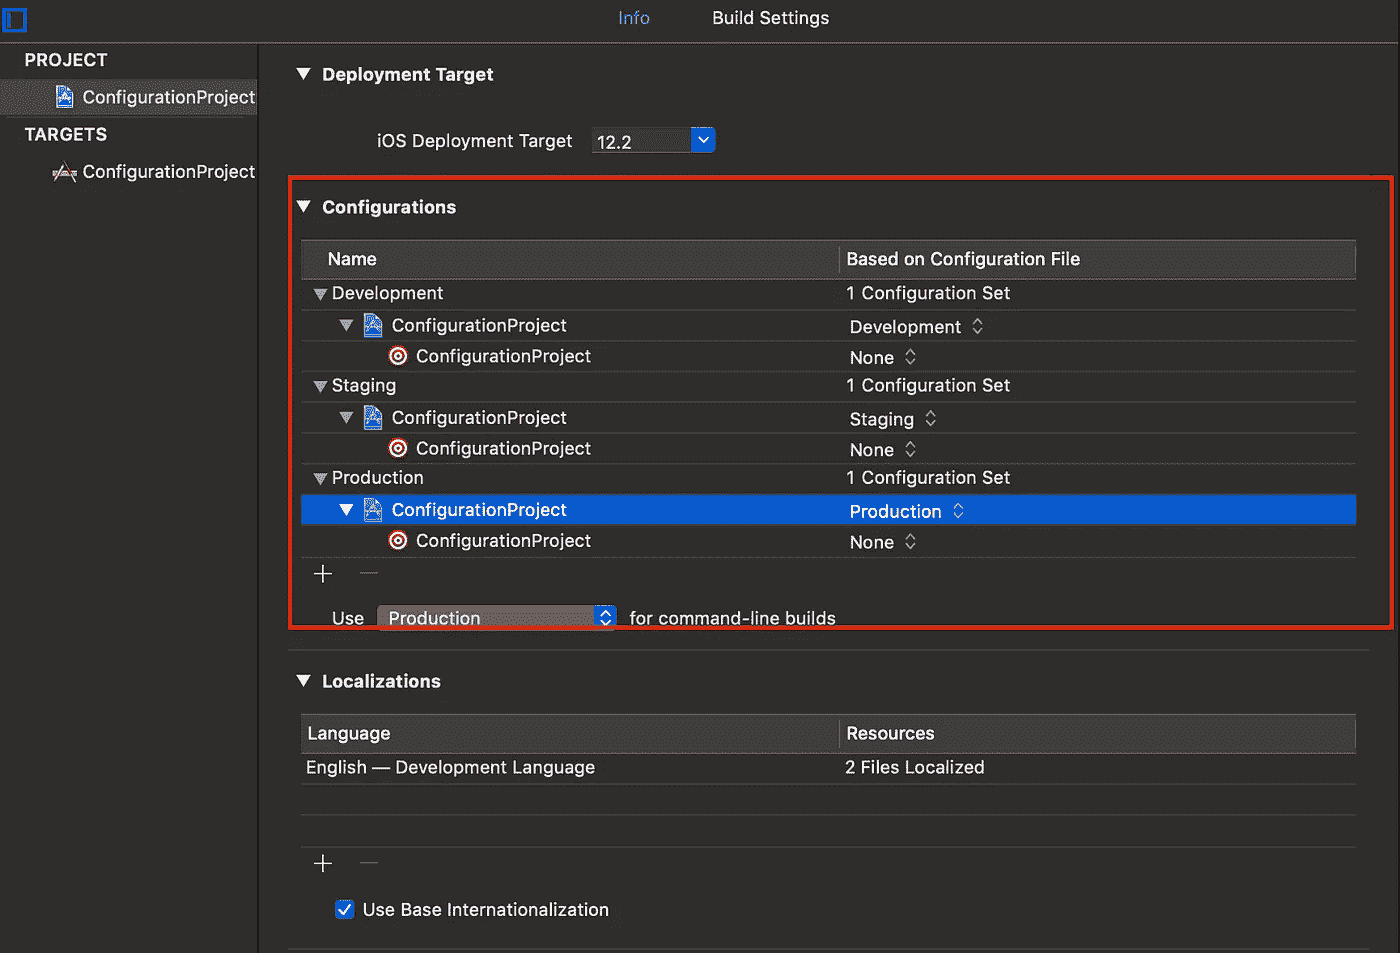 Info Build Settings
PROJECT
ConfigurationProject
TARGETS
ConfigurationProject
Deployment Target
iOS Deployment Target 12.2
Configurations
Name Based on Configuration File
Development 1 Configuration Set
ConfigurationProject Development
ConfigurationProject None
Staging 1 Configuration Set
ConfigurationProject Staging
ConfigurationProject None
Production 1 Configuration Set
ConfigurationProject Production
ConfigurationProject None
Use Production for command-line builds
Localizations
Language Resources
English — Development Language 2 Files Localized
Use Base Internationalization